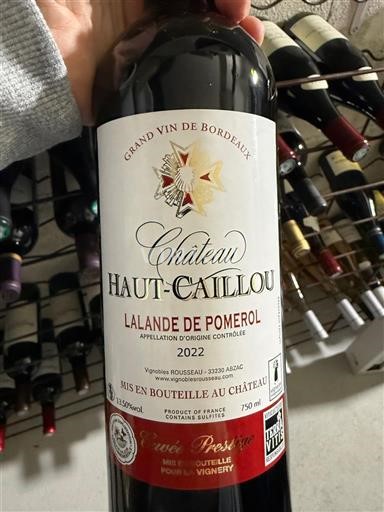 GRAND VIN DE BORDEAUX
Château
HAUT-CAILLOU
LALANDE DE POMEROL
APPELLATION D'ORIGINE CONTRÔLÉE
2022
Vignobles ROUSSEAU - 33230 ABZAC
www.vignoblesrousseau.com
MIS EN BOUTEILLE AU CHÂTEAU
13.50%vol.
PRODUCT OF FRANCE
CONTAINS SULFITES
750 ml
Cuvée Prestige
MIS EN BOUTEILLE
POUR LA VIGNERY
TERRA
VITIS